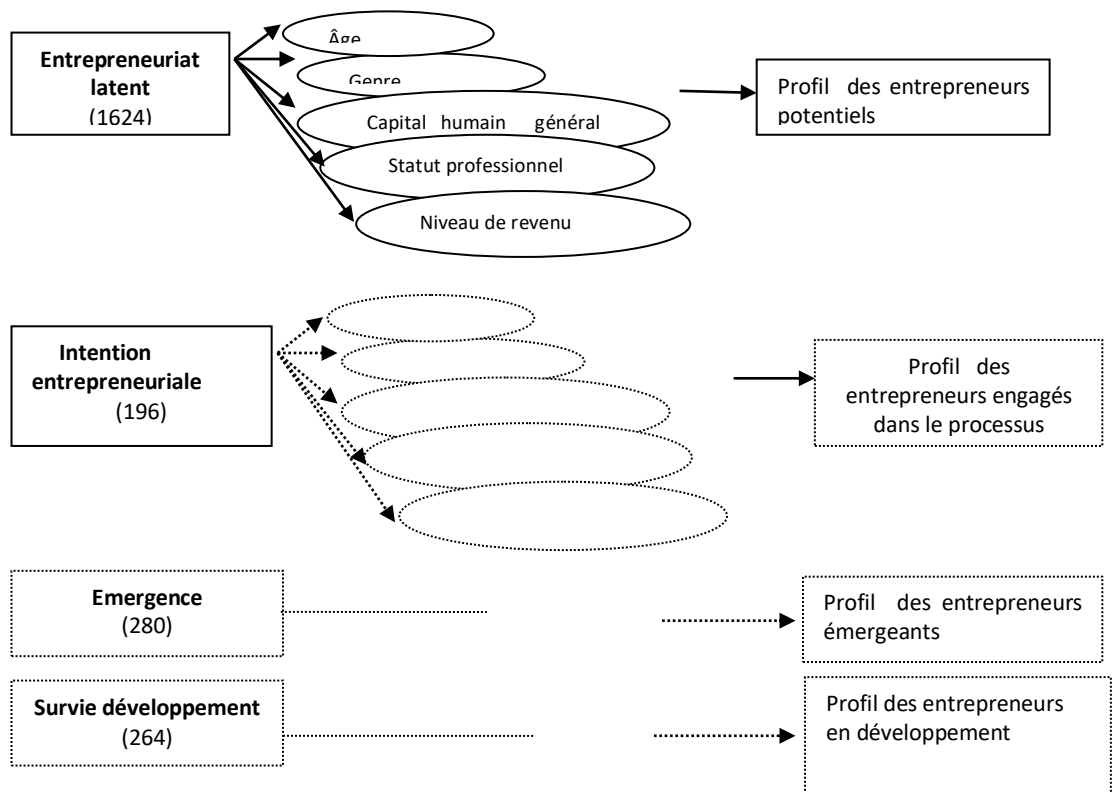 Entrepreneuriat
latent
(1624)
Âge
Genre
Capital humain général
Statut professionnel
Niveau de revenu
Profil des entrepreneurs
potentiels
Intention
entrepreneuriale
(196)
Profil des
entrepreneurs engagés
dans le processus
Emergence
(280)
Profil des entrepreneurs
émergeants
Survie développement
(264)
Profil des entrepreneurs
en développement